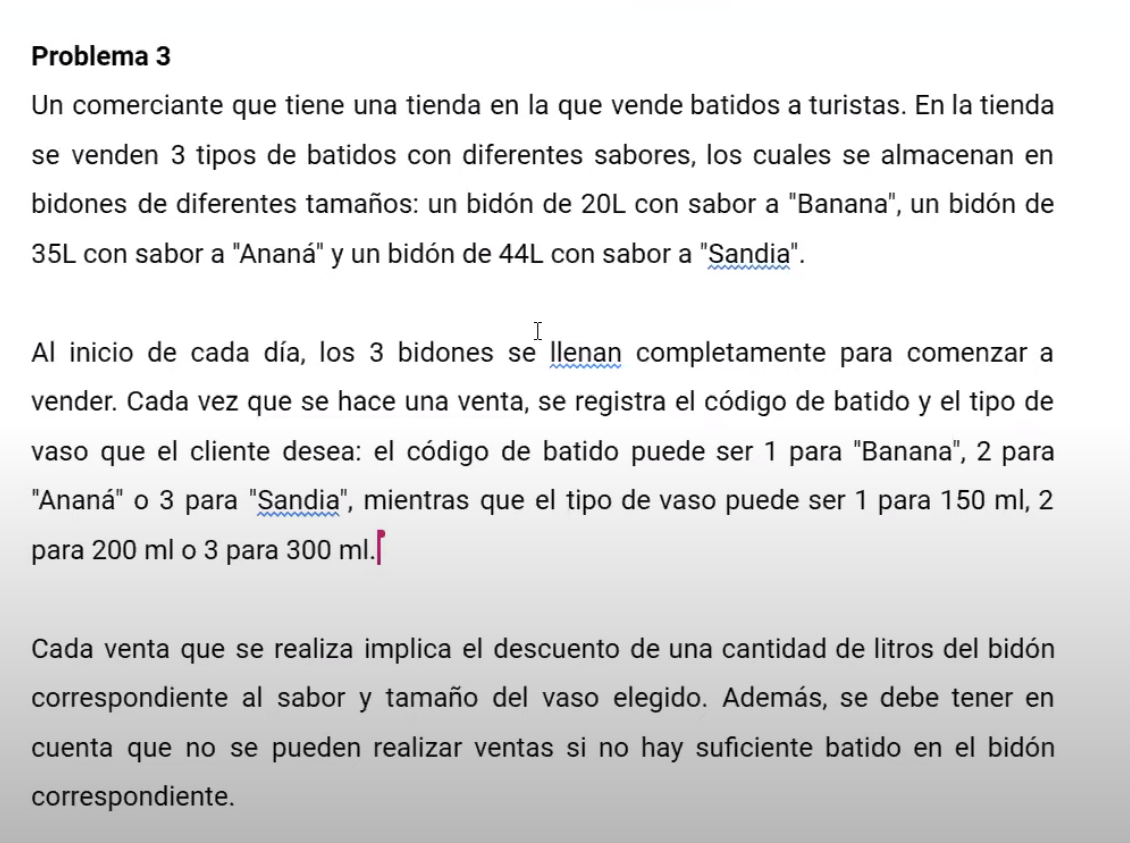 Problema 3
Un comerciante que tiene una tienda en la que vende batidos a turistas. En la tienda
se venden 3 tipos de batidos con diferentes sabores, los cuales se almacenan en
bidones de diferentes tamaños: un bidón de 20L con sabor a "Banana", un bidón de
35L con sabor a "Ananá" y un bidón de 44L con sabor a "Sandia".
Al inicio de cada día, los 3 bidones se llenan completamente para comenzar a
vender. Cada vez que se hace una venta, se registra el código de batido y el tipo de
vaso que el cliente desea: el código de batido puede ser 1 para "Banana", 2 para
"Ananá" o 3 para "Sandia", mientras que el tipo de vaso puede ser 1 para 150 ml, 2
para 200 ml o 3 para 300 ml.
Cada venta que se realiza implica el descuento de una cantidad de litros del bidón
correspondiente al sabor y tamaño del vaso elegido. Además, se debe tener en
cuenta que no se pueden realizar ventas si no hay suficiente batido en el bidón
correspondiente.